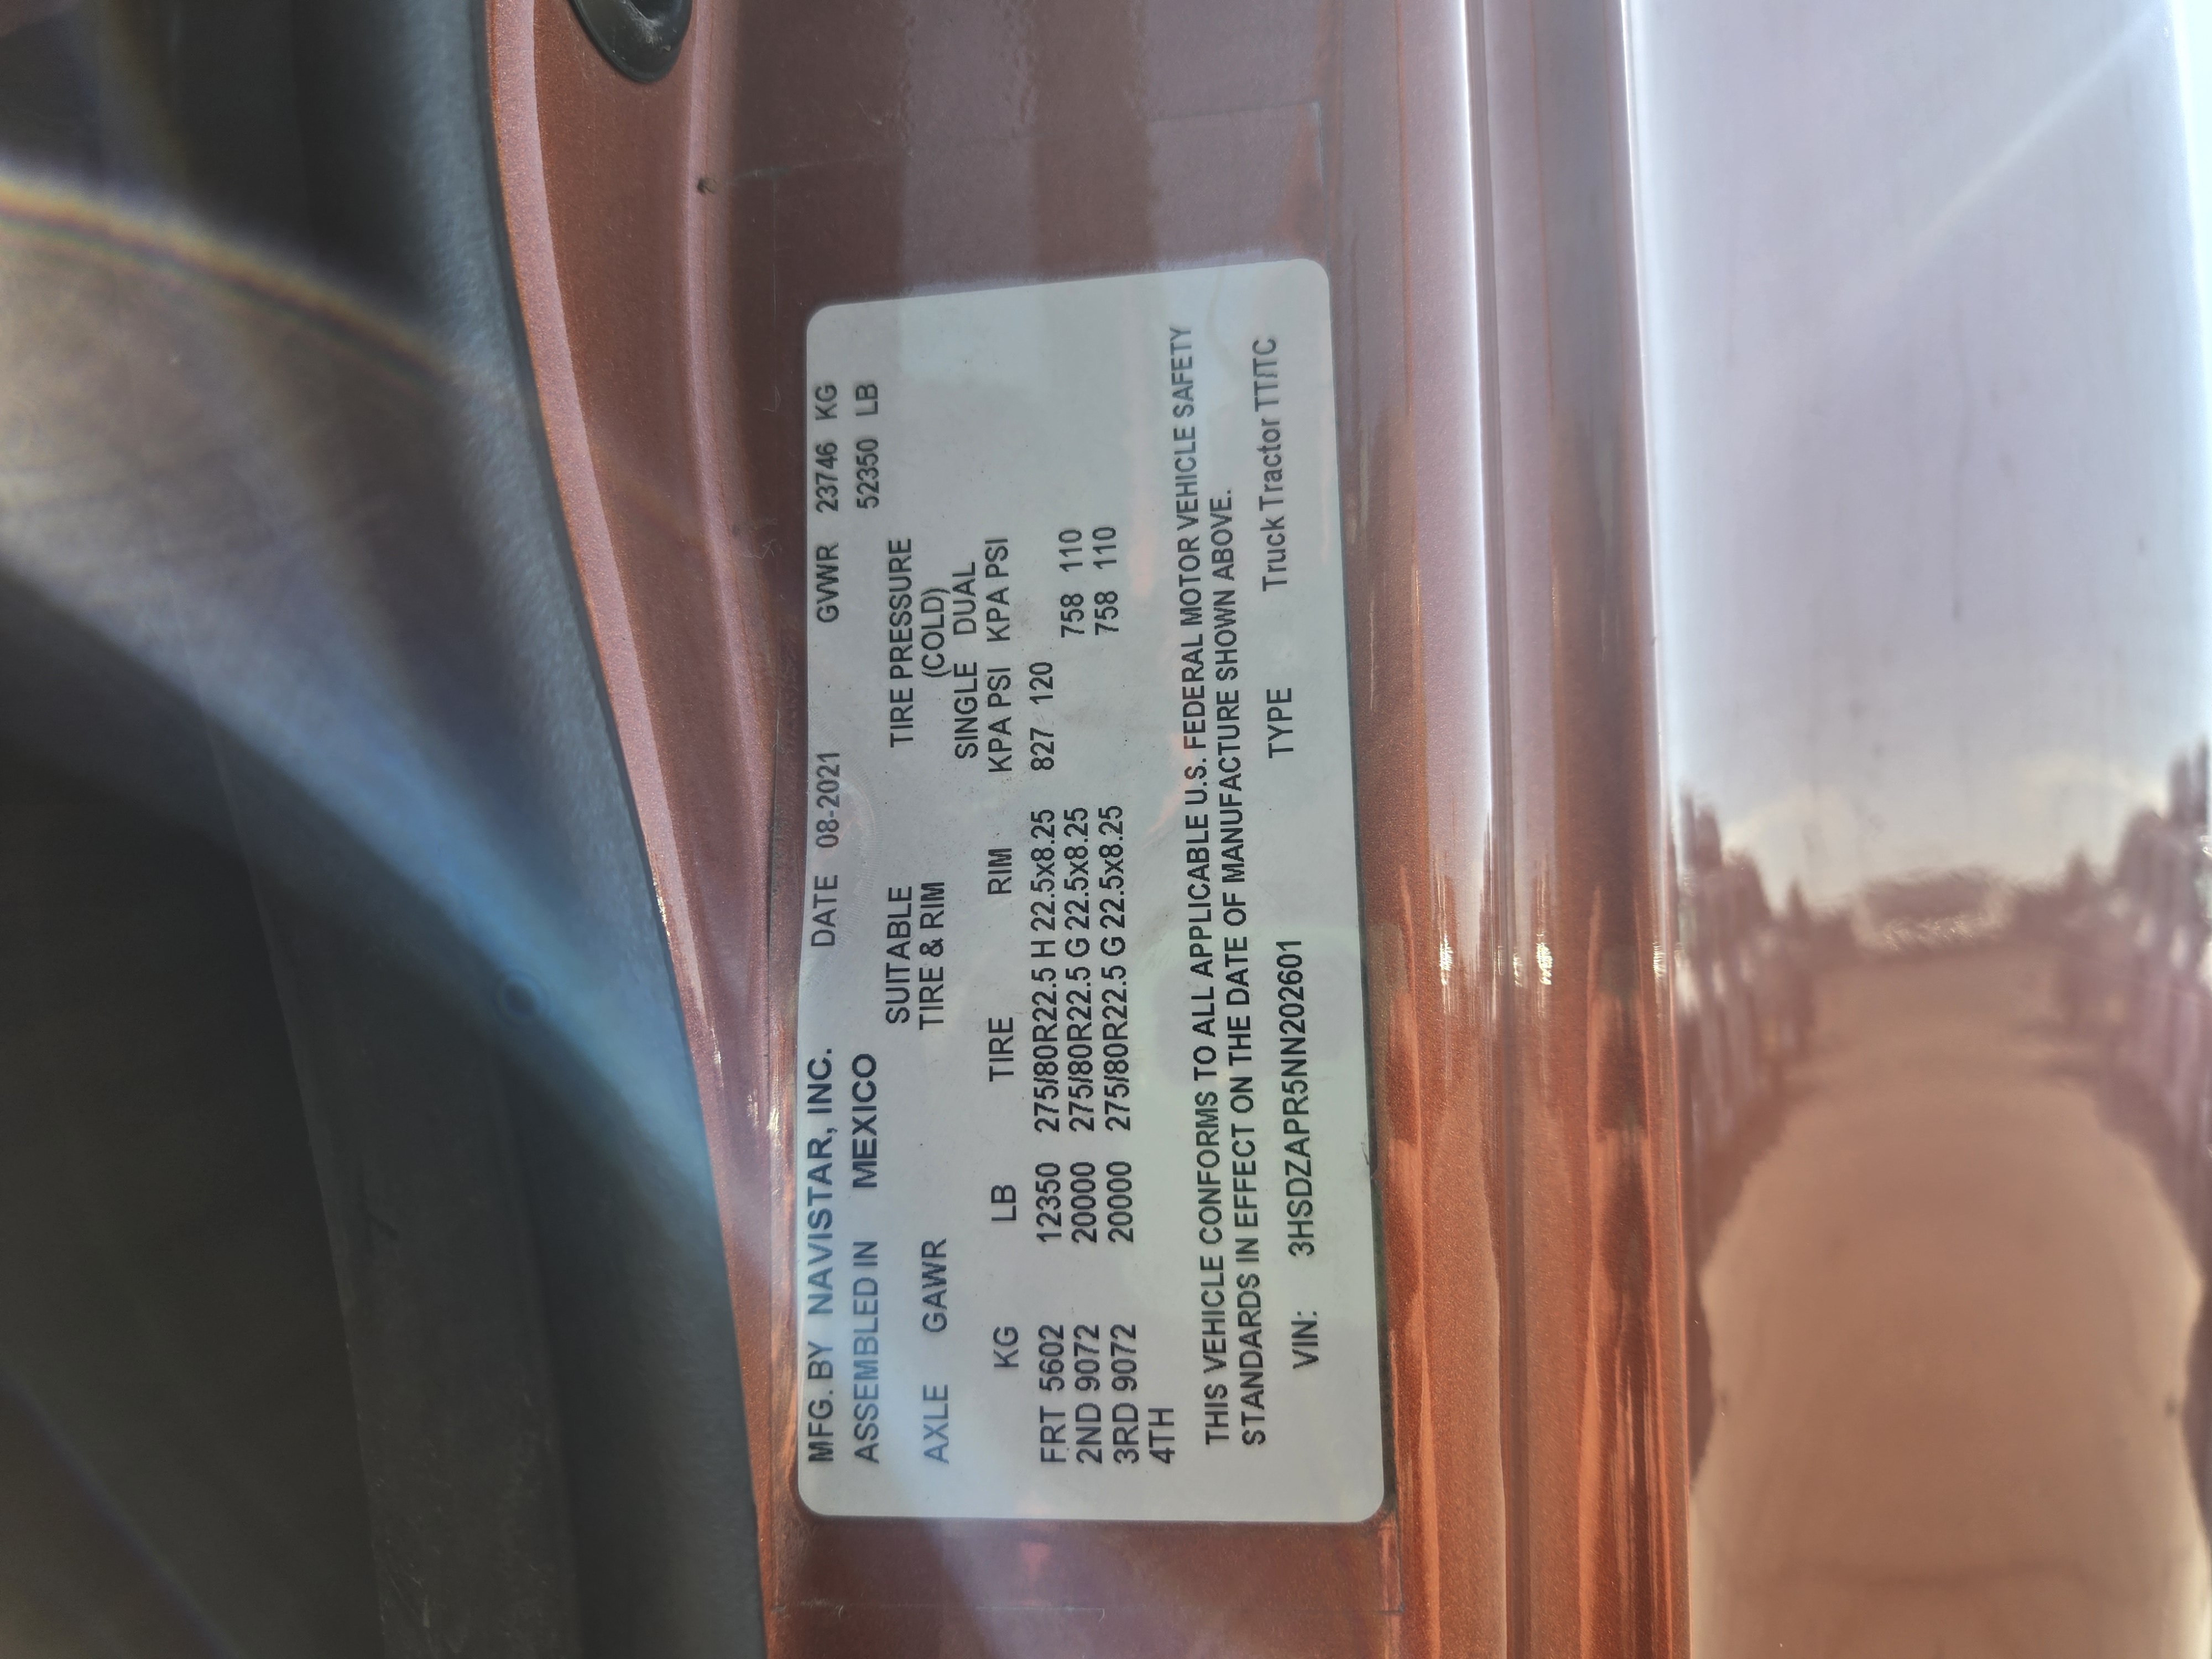 MFG. BY NAVISTAR, INC. DATE 08-2021 GVWR 23746 KG
ASSEMBLED IN MEXICO 52350 LB
SUITABLE TIRE PRESSURE
AXLE GAWR TIRE & RIM (COLD)
SINGLE DUAL
KG LB TIRE RIM KPA PSI KPA PSI
FRT 5602 12350 275/80R22.5 H 22.5x8.25 827 120
2ND 9072 20000 275/80R22.5 G 22.5x8.25 758 110
3RD 9072 20000 275/80R22.5 G 22.5x8.25 758 110
4TH
THIS VEHICLE CONFORMS TO ALL APPLICABLE U.S. FEDERAL MOTOR VEHICLE SAFETY
STANDARDS IN EFFECT ON THE DATE OF MANUFACTURE SHOWN ABOVE.
VIN: 3HSDZAPR5NN202601 TYPE Truck Tractor TT/TC